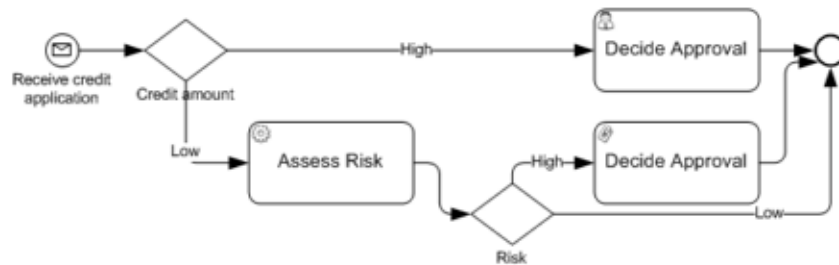 High
Decide Approval
Receive credit
application
Credit amount
Low
Assess Risk
High
Decide Approval
Low
Risk